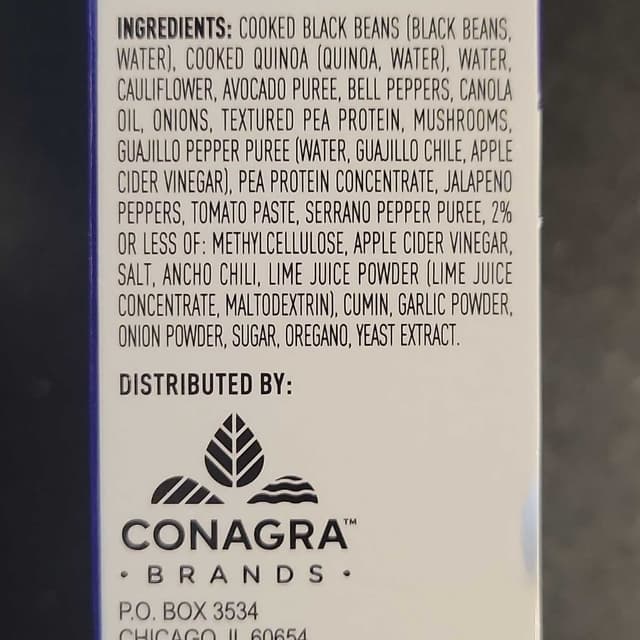 INGREDIENTS: COOKED BLACK BEANS (BLACK BEANS,
WATER), COOKED QUINOA (QUINOA, WATER), WATER,
CAULIFLOWER, AVOCADO PUREE, BELL PEPPERS, CANOLA
OIL, ONIONS, TEXTURED PEA PROTEIN, MUSHROOMS,
GUAJILLO PEPPER PUREE (WATER, GUAJILLO CHILE, APPLE
CIDER VINEGAR), PEA PROTEIN CONCENTRATE, JALAPENO
PEPPERS, TOMATO PASTE, SERRANO PEPPER PUREE, 2%
OR LESS OF: METHYLCELLULOSE, APPLE CIDER VINEGAR,
SALT, ANCHO CHILI, LIME JUICE POWDER (LIME JUICE
CONCENTRATE, MALTODEXTRIN), CUMIN, GARLIC POWDER,
ONION POWDER, SUGAR, OREGANO, YEAST EXTRACT.
DISTRIBUTED BY:
CONAGRA™
• BRANDS •
P.O. BOX 3534
CHICAGO, IL 60654